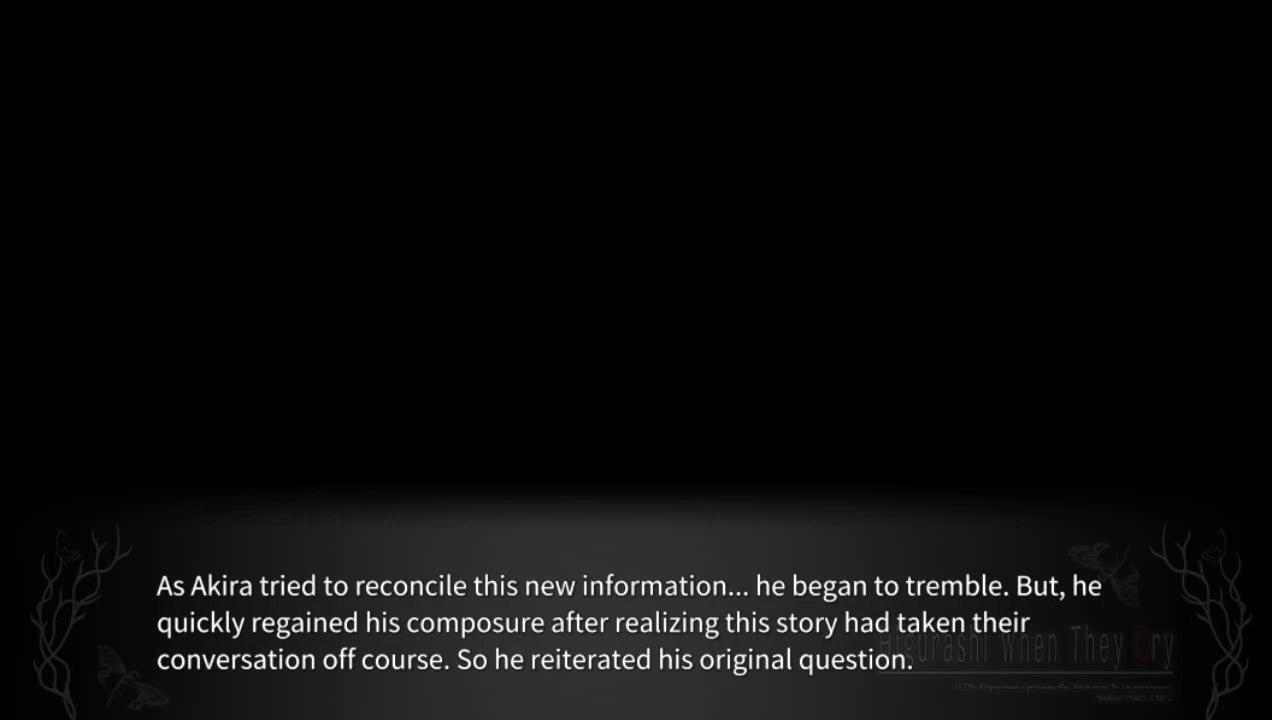 As Akira tried to reconcile this new information... he began to tremble. But, he
quickly regained his composure after realizing this story had taken their
conversation off course. So he reiterated his original question.
Higurashi When They Cry